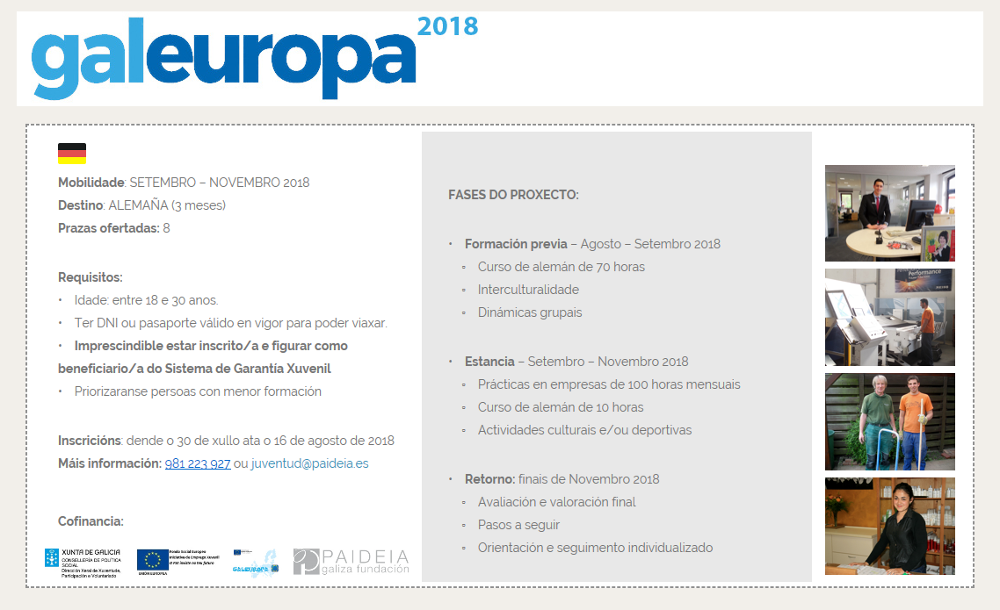 galeuropa 2018
Mobilidade: SETEMBRO – NOVEMBRO 2018
Destino: ALEMAÑA (3 meses)
Prazas ofertadas: 8
Requisitos:
• Idade: entre 18 e 30 anos.
• Ter DNI ou pasaporte válido en vigor para poder viaxar.
• Imprescindible estar inscrito/a e figurar como
beneficiario/a do Sistema de Garantía Xuvenil
• Priorizaranse persoas con menor formación
Inscricións: dende o 30 de xullo ata o 16 de agosto de 2018
Máis información: 981 223 927 ou juventud@paideia.es
Cofinancia:
XUNTA DE GALICIA
CONSELLERÍA DE POLÍTICA
SOCIAL
Dirección Xeral de Xuventude,
Participación e Voluntariado
UNIÓN EUROPEA
Fondo Social Europeo
Iniciativa de Emprego Xuvenil
O FSE inviste no teu futuro
GALEUROPA
PAIDEIA
galiza fundación
FASES DO PROXECTO:
• Formación previa – Agosto – Setembro 2018
▫ Curso de alemán de 70 horas
▫ Interculturalidade
▫ Dinámicas grupais
• Estancia – Setembro – Novembro 2018
▫ Prácticas en empresas de 100 horas mensuais
▫ Curso de alemán de 10 horas
▫ Actividades culturais e/ou deportivas
• Retorno: finais de Novembro 2018
▫ Avaliación e valoración final
▫ Pasos a seguir
▫ Orientación e seguimento individualizado
Performance